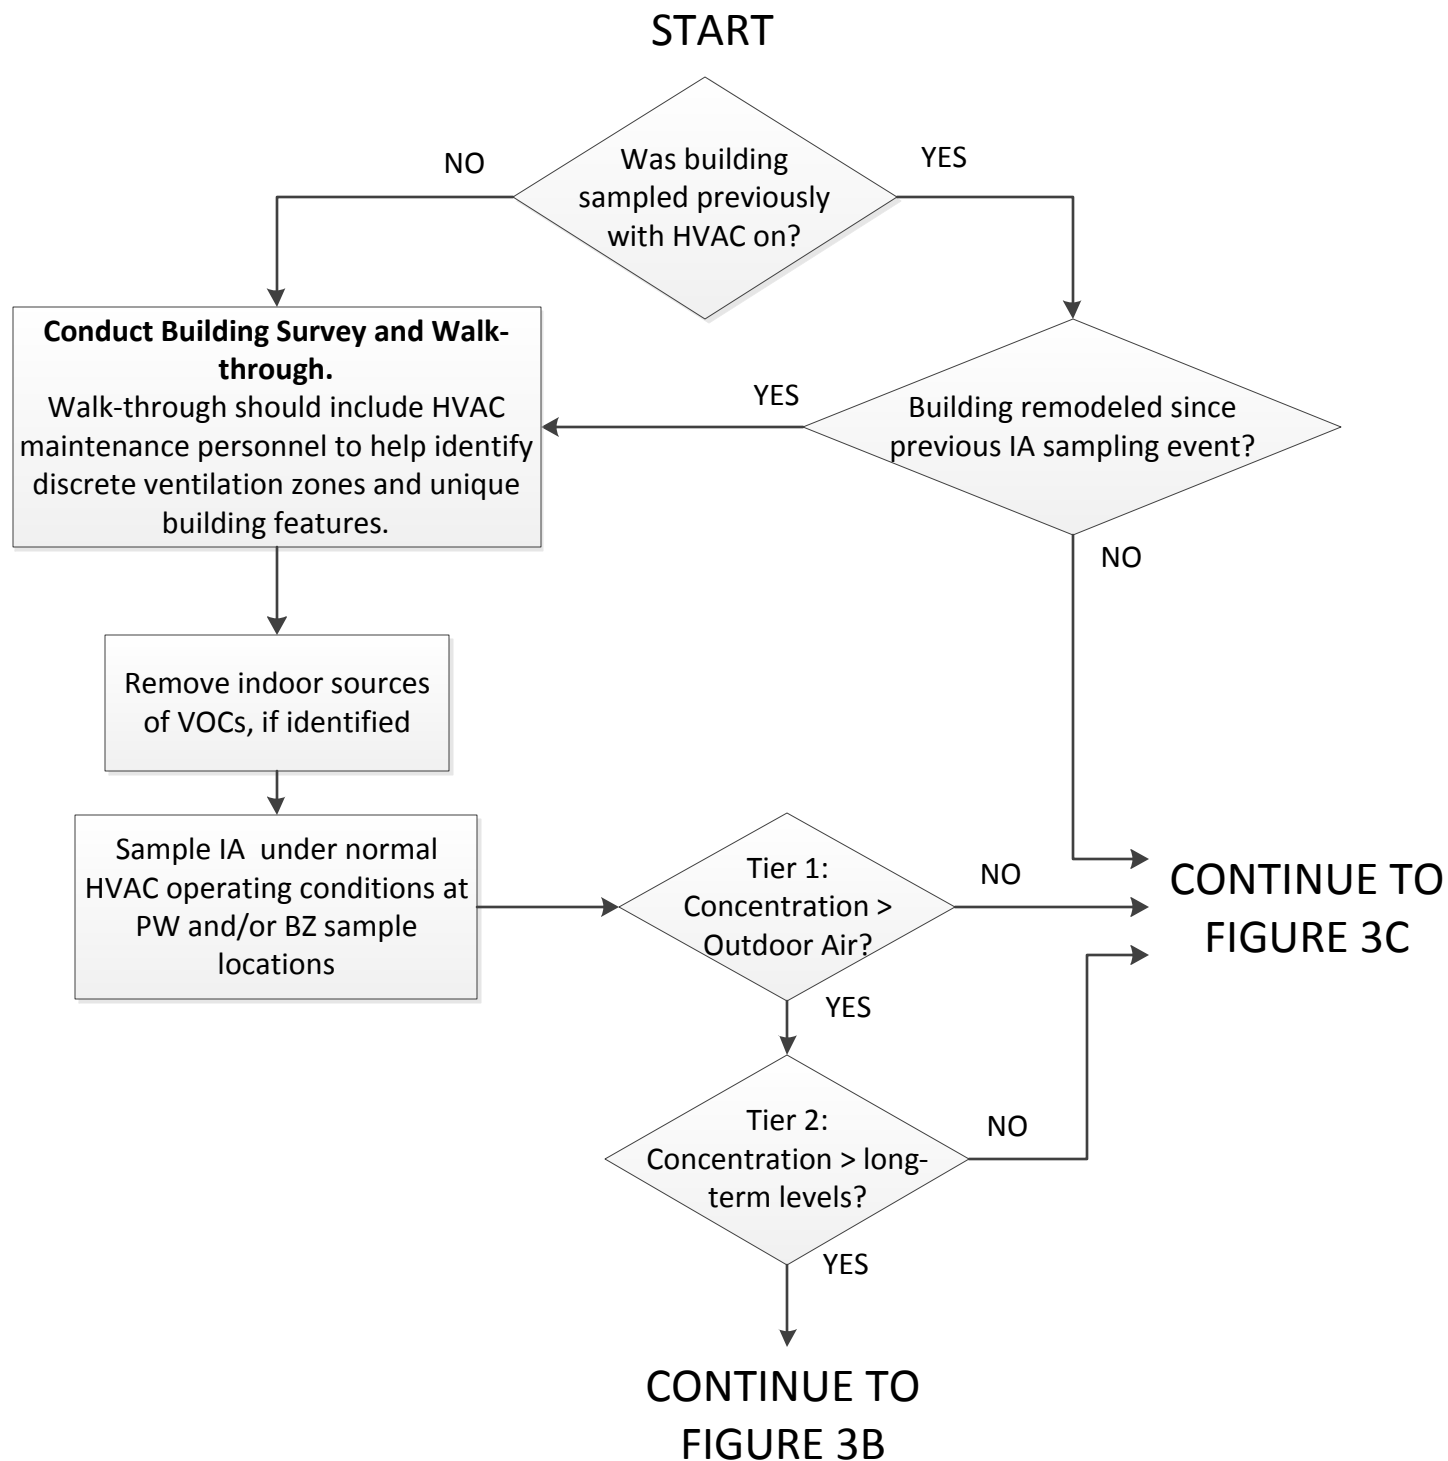 START
Was building
sampled previously
with HVAC on?
NO
YES
Conduct Building Survey and Walk-
through.
Walk-through should include HVAC
maintenance personnel to help identify
discrete ventilation zones and unique
building features.
YES
Building remodeled since
previous IA sampling event?
NO
Remove indoor sources
of VOCs, if identified
Sample IA under normal
HVAC operating conditions at
PW and/or BZ sample
locations
Tier 1:
Concentration >
Outdoor Air?
NO
CONTINUE TO
FIGURE 3C
YES
Tier 2:
Concentration > long-
term levels?
NO
YES
CONTINUE TO
FIGURE 3B